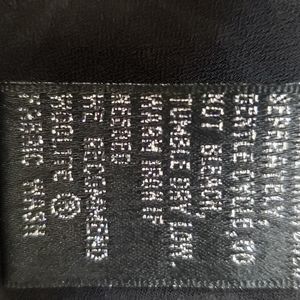 SEPARATELY
GENTLE CYCLE, DO
NOT BLEACH,
TUMBLE DRY LOW,
WARM IRON IF
NEEDED
WE RECOMMEND
WOOLITE ®
FABRIC WASH